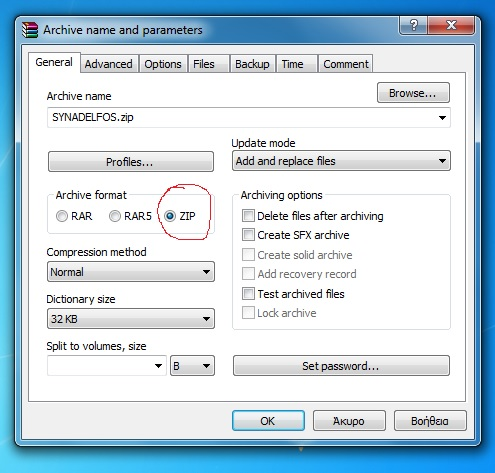 Archive name and parameters
General Advanced Options Files Backup Time Comment
Archive name
Browse...
SYNADELFOS.zip
Update mode
Profiles...
Add and replace files
Archive format
RAR RAR5 ZIP
Compression method
Normal
Dictionary size
32 KB
Split to volumes, size
B
Archiving options
Delete files after archiving
Create SFX archive
Create solid archive
Add recovery record
Test archived files
Lock archive
Set password...
OK Άκυρο Βοήθεια